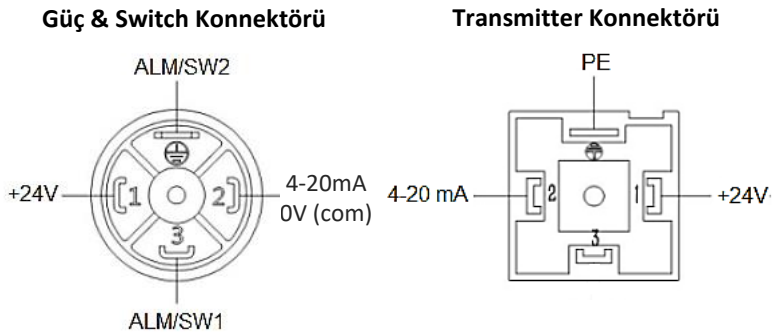 Güç & Switch Konnektörü
ALM/SW2
+24V
1
2
3
4-20mA
0V (com)
ALM/SW1
Transmitter Konnektörü
PE
4-20 mA
2
1
3
+24V